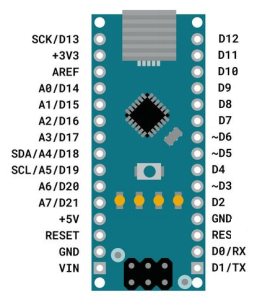 SCK/D13
+3V3
AREF
A0/D14
A1/D15
A2/D16
A3/D17
SDA/A4/D18
SCL/A5/D19
A6/D20
A7/D21
+5V
RESET
GND
VIN
D12
D11
D10
D9
D8
D7
~D6
~D5
D4
~D3
D2
GND
RES
D0/RX
D1/TX